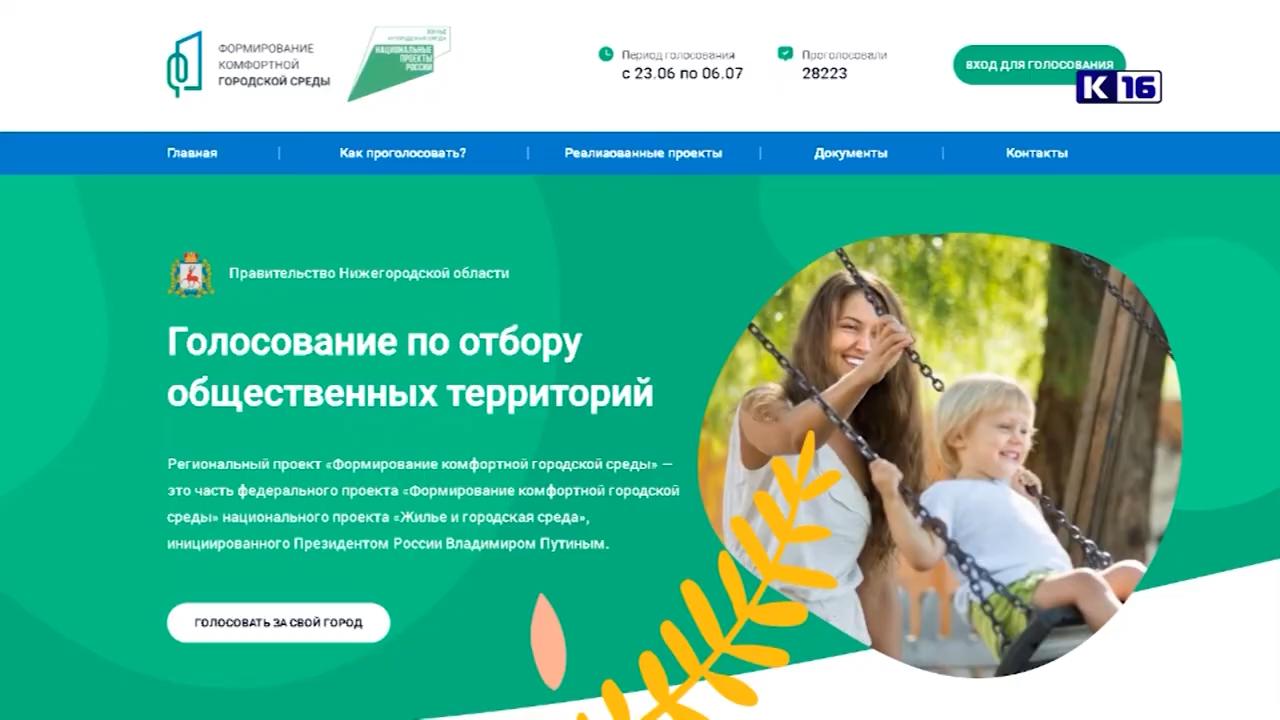 ФОРМИРОВАНИЕ
КОМФОРТНОЙ
ГОРОДСКОЙ СРЕДЫ
ЖИЛЬЕ
И ГОРОДСКАЯ СРЕДА
НАЦИОНАЛЬНЫЕ
ПРОЕКТЫ
РОССИИ
Период голосования
с 23.06 по 06.07
Проголосовали
28223
ВХОД ДЛЯ ГОЛОСОВАНИЯ
К 16
Главная
Как проголосовать?
Реализованные проекты
Документы
Контакты
Правительство Нижегородской области
Голосование по отбору
общественных территорий
Региональный проект «Формирование комфортной городской среды» —
это часть федерального проекта «Формирование комфортной городской
среды» национального проекта «Жилье и городская среда»,
инициированного Президентом России Владимиром Путиным.
ГОЛОСОВАТЬ ЗА СВОЙ ГОРОД